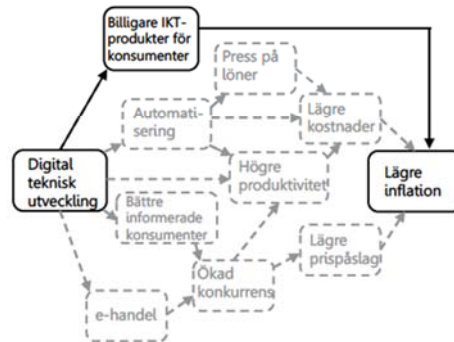 Billigare IKT-
produkter för
konsumenter
Press på
löner
Automati-
sering
Lägre
kostnader
Digital
teknisk
utveckling
Högre
produktivitet
Lägre
inflation
Bättre
informerade
konsumenter
Ökad
konkurrens
Lägre
prispåslag
e-handel